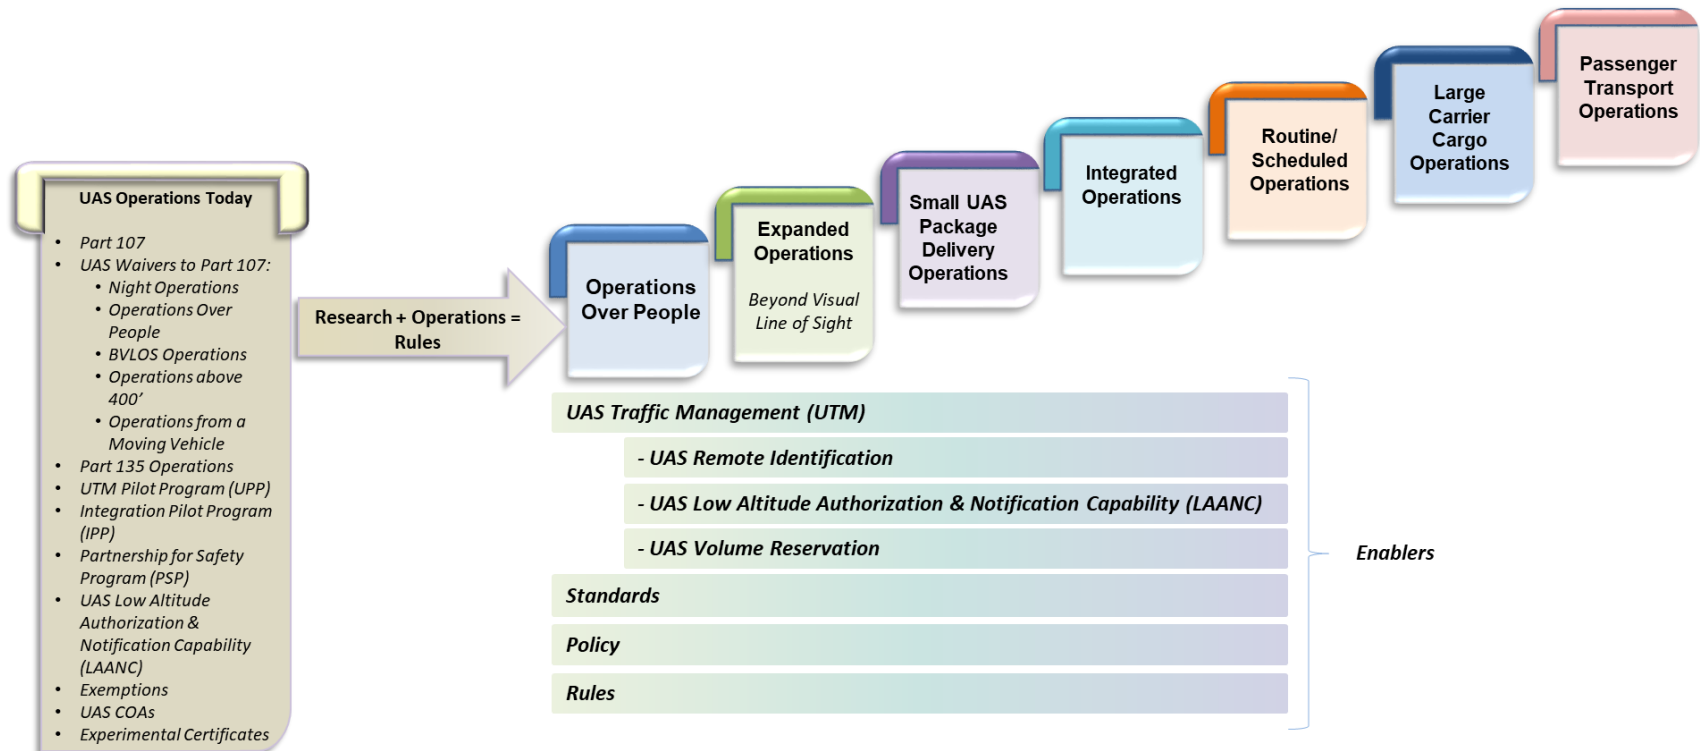 UAS Operations Today
• Part 107
• UAS Waivers to Part 107:
• Night Operations
• Operations Over
People
• BVLOS Operations
• Operations above
400’
• Operations from a
Moving Vehicle
• Part 135 Operations
• UTM Pilot Program (UPP)
• Integration Pilot Program
(IPP)
• Partnership for Safety
Program (PSP)
• UAS Low Altitude
Authorization &
Notification Capability
(LAANC)
• Exemptions
• UAS COAs
• Experimental Certificates
Research + Operations =
Rules
Operations
Over People
Expanded
Operations
Beyond Visual
Line of Sight
Small UAS
Package
Delivery
Operations
Integrated
Operations
Routine/
Scheduled
Operations
Large
Carrier
Cargo
Operations
Passenger
Transport
Operations
UAS Traffic Management (UTM)
- UAS Remote Identification
- UAS Low Altitude Authorization & Notification Capability (LAANC)
- UAS Volume Reservation
Standards
Policy
Rules
Enablers